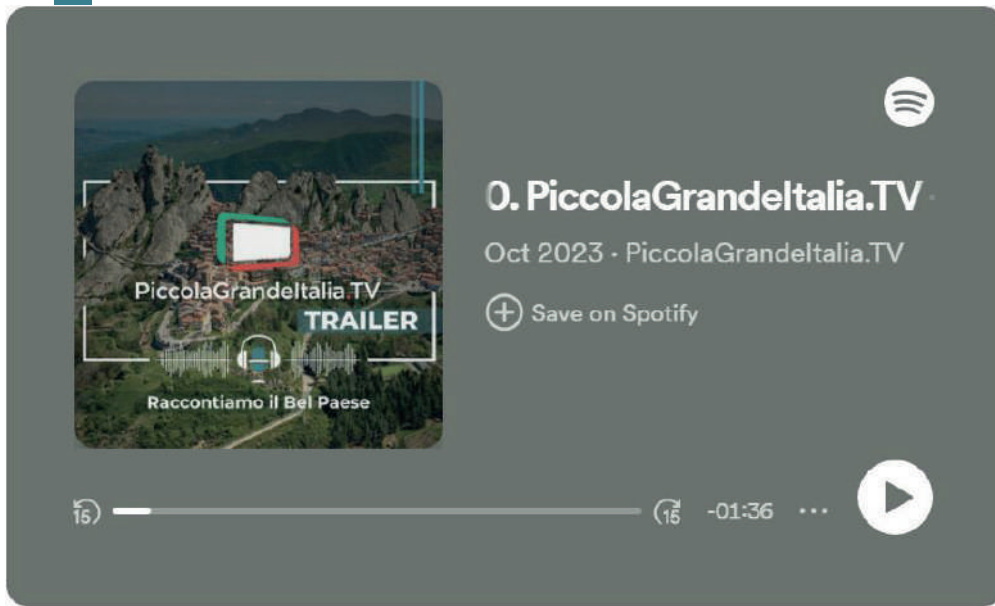 0. PiccolaGrandeItalia.TV
Oct 2023 · PiccolaGrandeItalia.TV
Save on Spotify
PiccolaGrandeItalia.TV
TRAILER
Raccontiamo il Bel Paese
15
15
-01:36